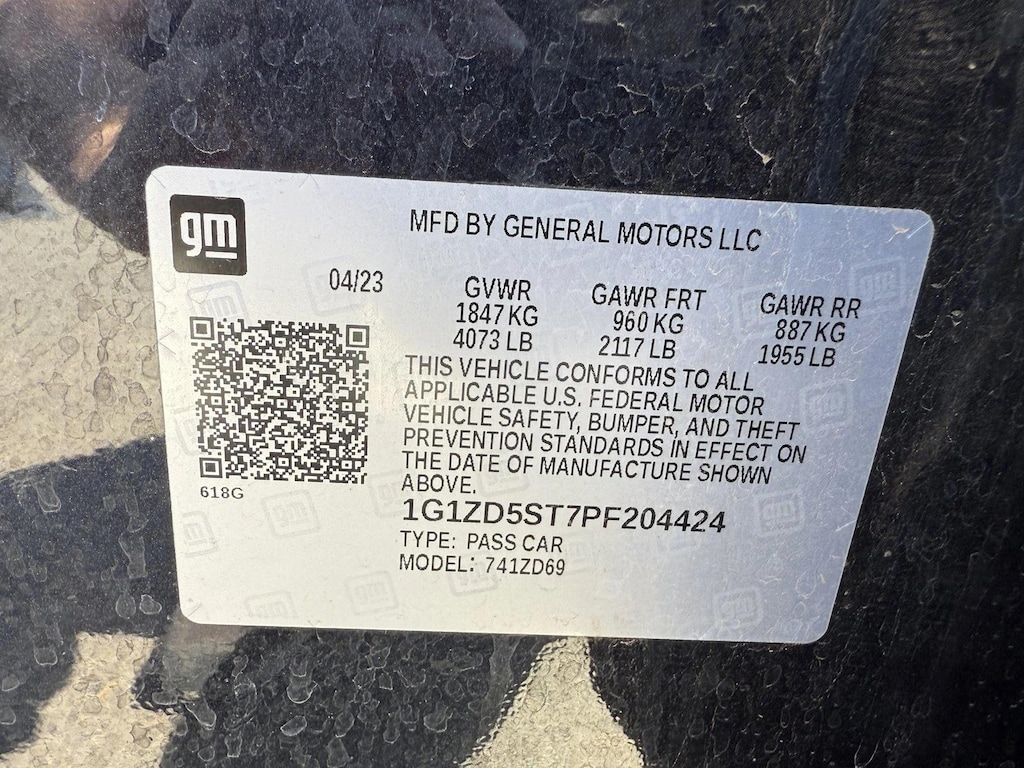 gm
MFD BY GENERAL MOTORS LLC
04/23
GVWR
1847 KG
4073 LB
GAWR FRT
960 KG
2117 LB
GAWR RR
887 KG
1955 LB
THIS VEHICLE CONFORMS TO ALL
APPLICABLE U.S. FEDERAL MOTOR
VEHICLE SAFETY, BUMPER, AND THEFT
PREVENTION STANDARDS IN EFFECT ON
THE DATE OF MANUFACTURE SHOWN
ABOVE.
618G
1G1ZD5ST7PF204424
TYPE: PASS CAR
MODEL: 741ZD69